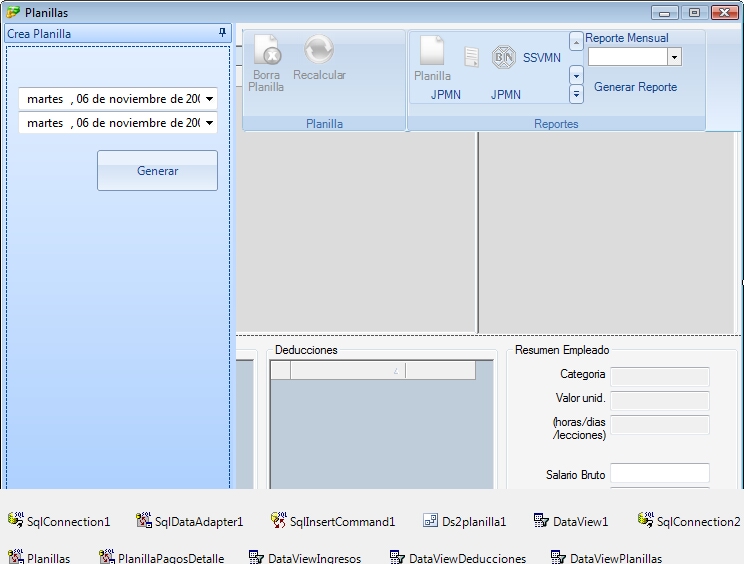 Planillas
Crea Planilla
martes , 06 de noviembre de 200
martes , 06 de noviembre de 200
Generar
Borra
Planilla
Recalcular
Planilla
Planilla
BN
SSVMN
JPMN
JPMN
Reportes
Reporte Mensual
Generar Reporte
Deducciones
Resumen Empleado
Categoria
Valor unid.
(horas/dias
/lecciones)
Salario Bruto
SqlConnection1
SqlDataAdapter1
SqlInsertCommand1
Ds2planilla1
DataView1
SqlConnection2
Planillas
PlanillaPagosDetalle
DataViewIngresos
DataViewDeducciones
DataViewPlanillas